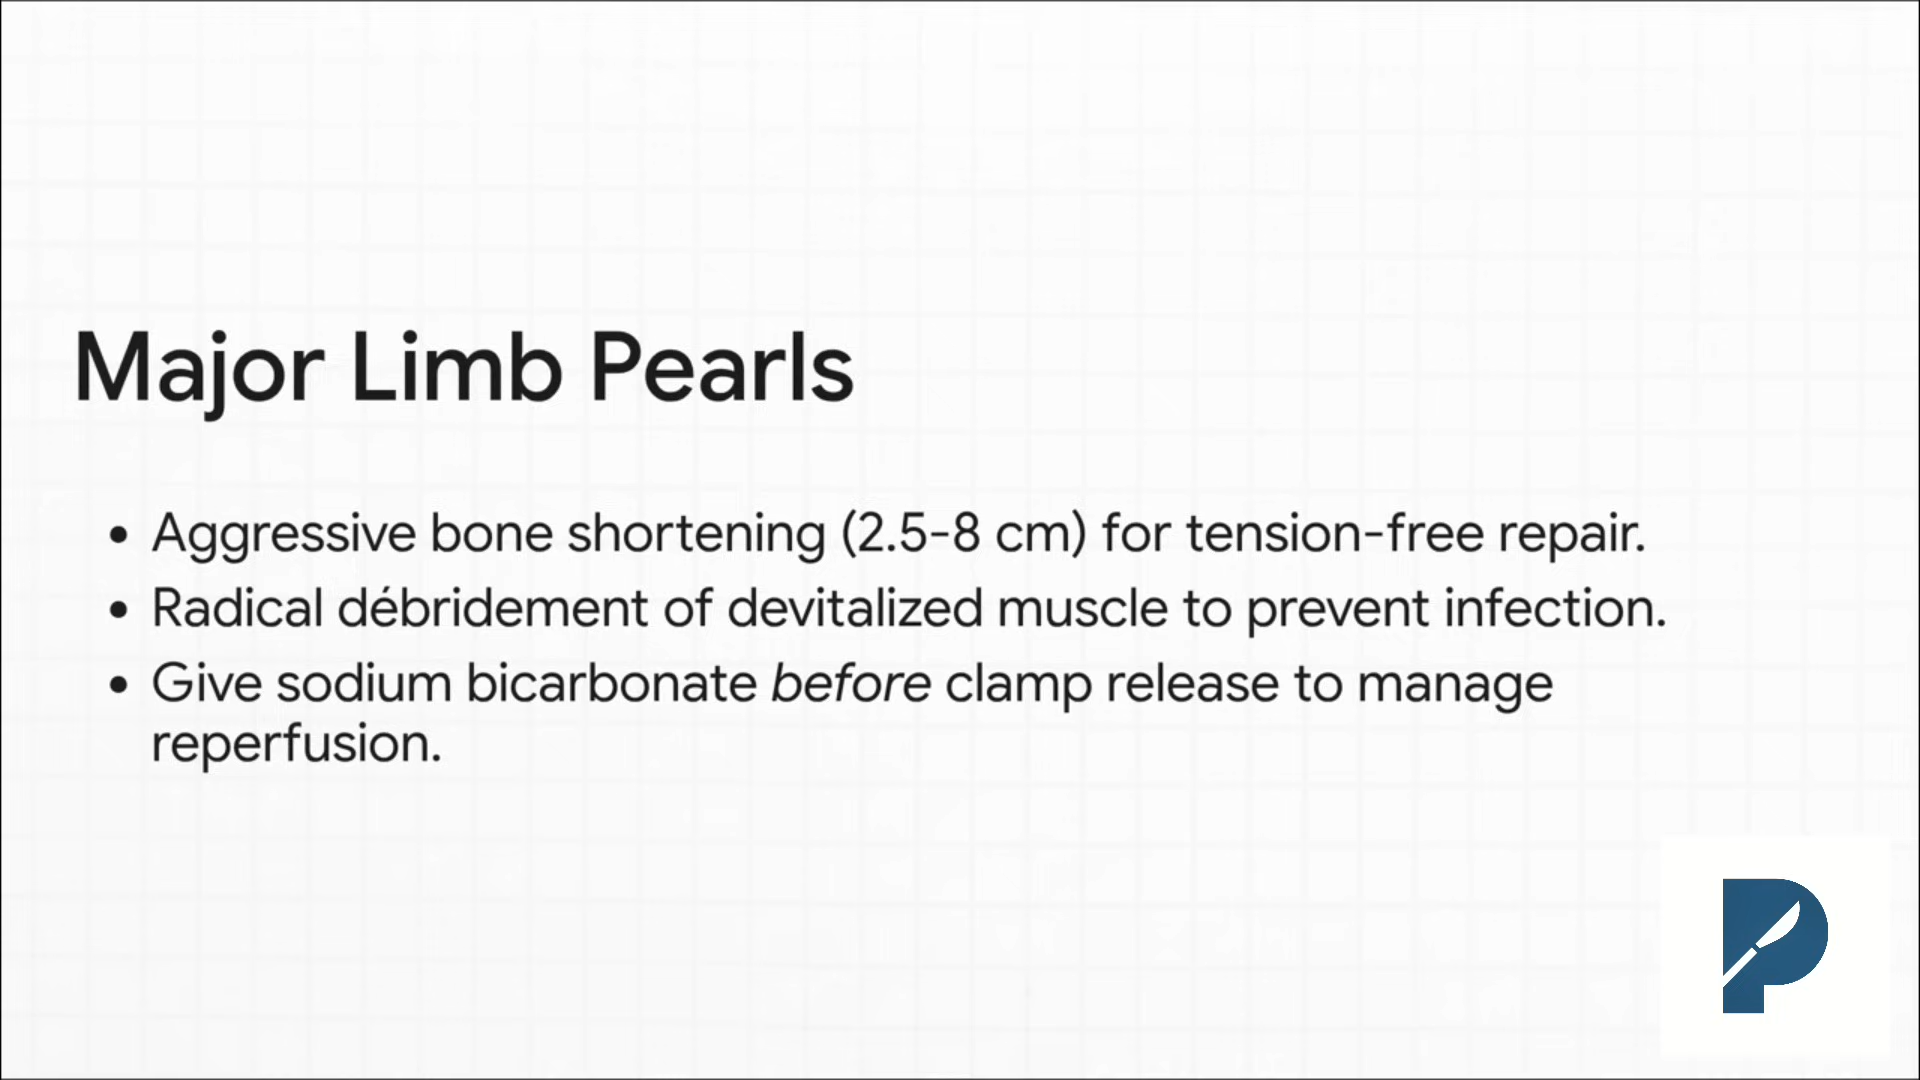 Major Limb Pearls
• Aggressive bone shortening (2.5-8 cm) for tension-free repair.
• Radical débridement of devitalized muscle to prevent infection.
• Give sodium bicarbonate before clamp release to manage
reperfusion.
P